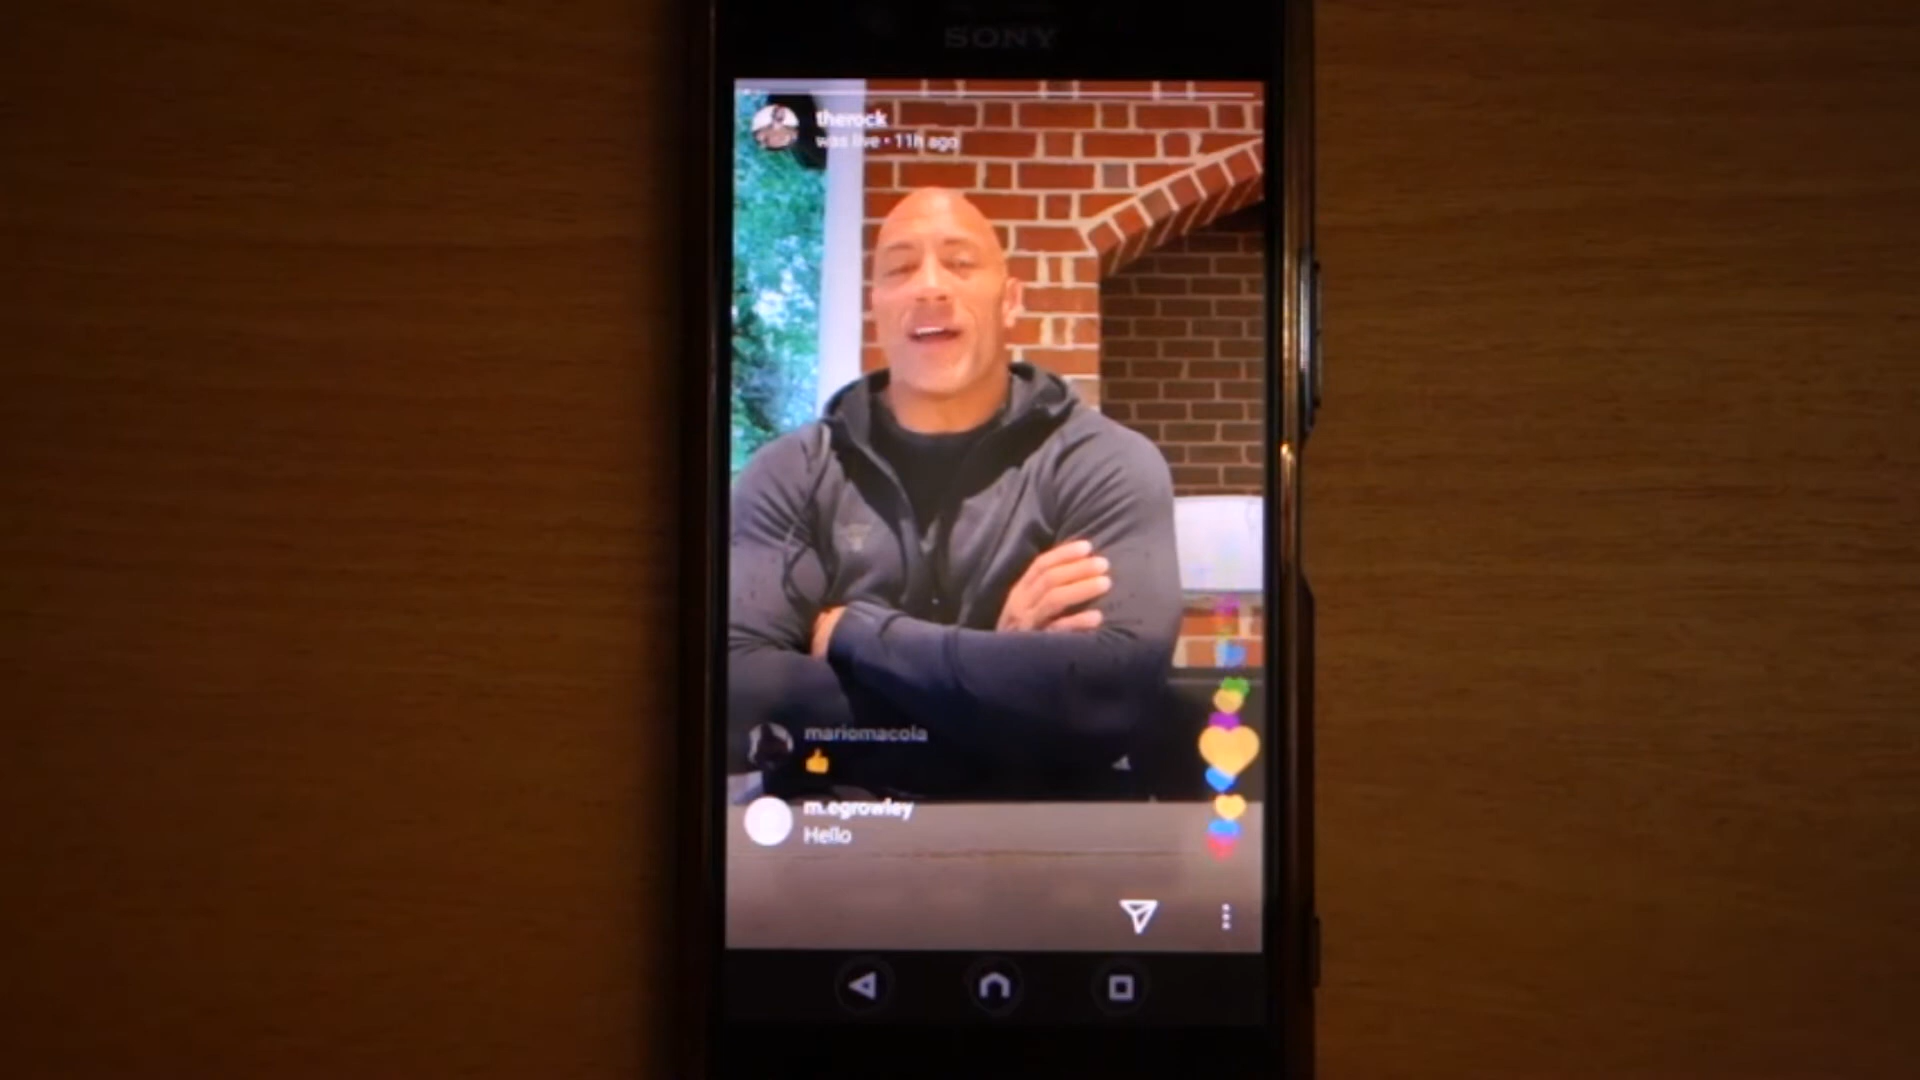 SONY
therock
was live • 11h ago
mariomacola
m.egrowley
Hello